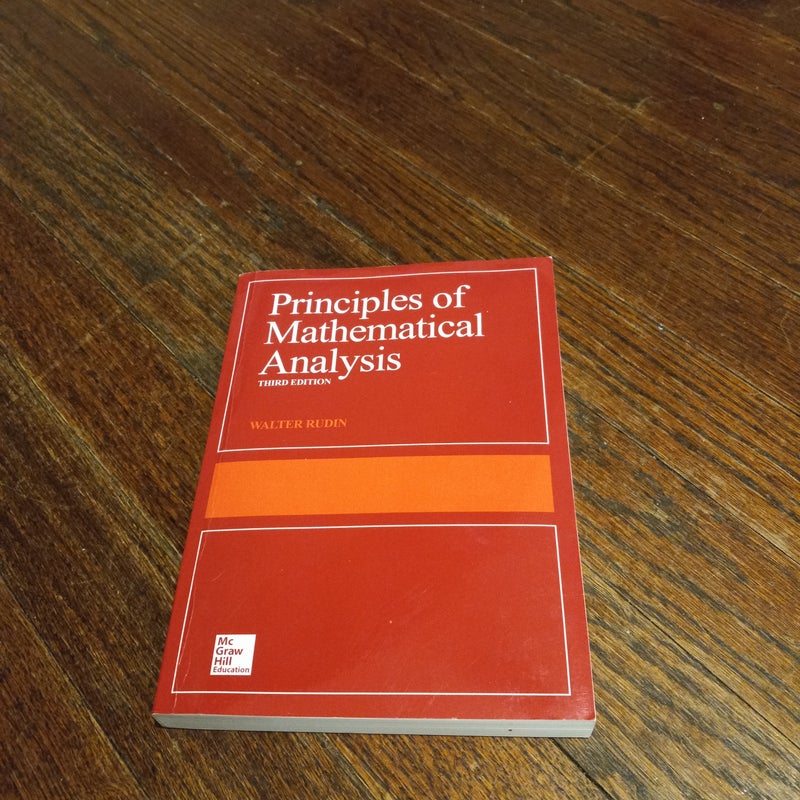 Principles of
Mathematical
Analysis
THIRD EDITION
WALTER RUDIN
Mc
Graw
Hill
Education